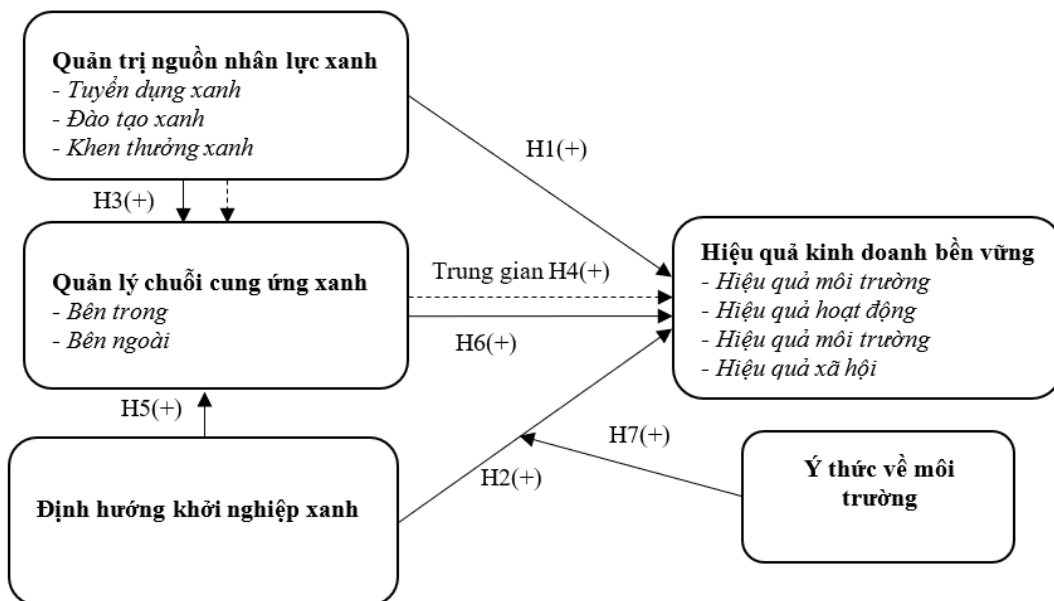 Quản trị nguồn nhân lực xanh
- Tuyển dụng xanh
- Đào tạo xanh
- Khen thưởng xanh
H1(+)
H3(+)
Quản lý chuỗi cung ứng xanh
- Bên trong
- Bên ngoài
Trung gian H4(+)
H6(+)
Hiệu quả kinh doanh bền vững
- Hiệu quả môi trường
- Hiệu quả hoạt động
- Hiệu quả môi trường
- Hiệu quả xã hội
H5(+)
H7(+)
H2(+)
Định hướng khởi nghiệp xanh
Ý thức về môi
trường